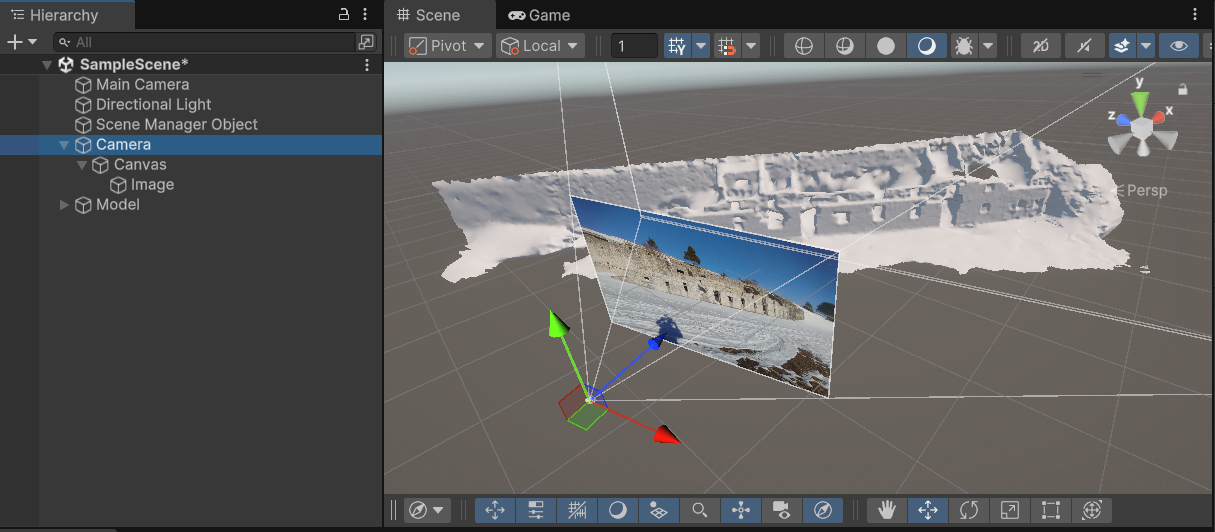 Hierarchy
All
SampleScene*
Main Camera
Directional Light
Scene Manager Object
Camera
Canvas
Image
Model
Scene Game
Pivot Local 1 2D
y
z x
Persp